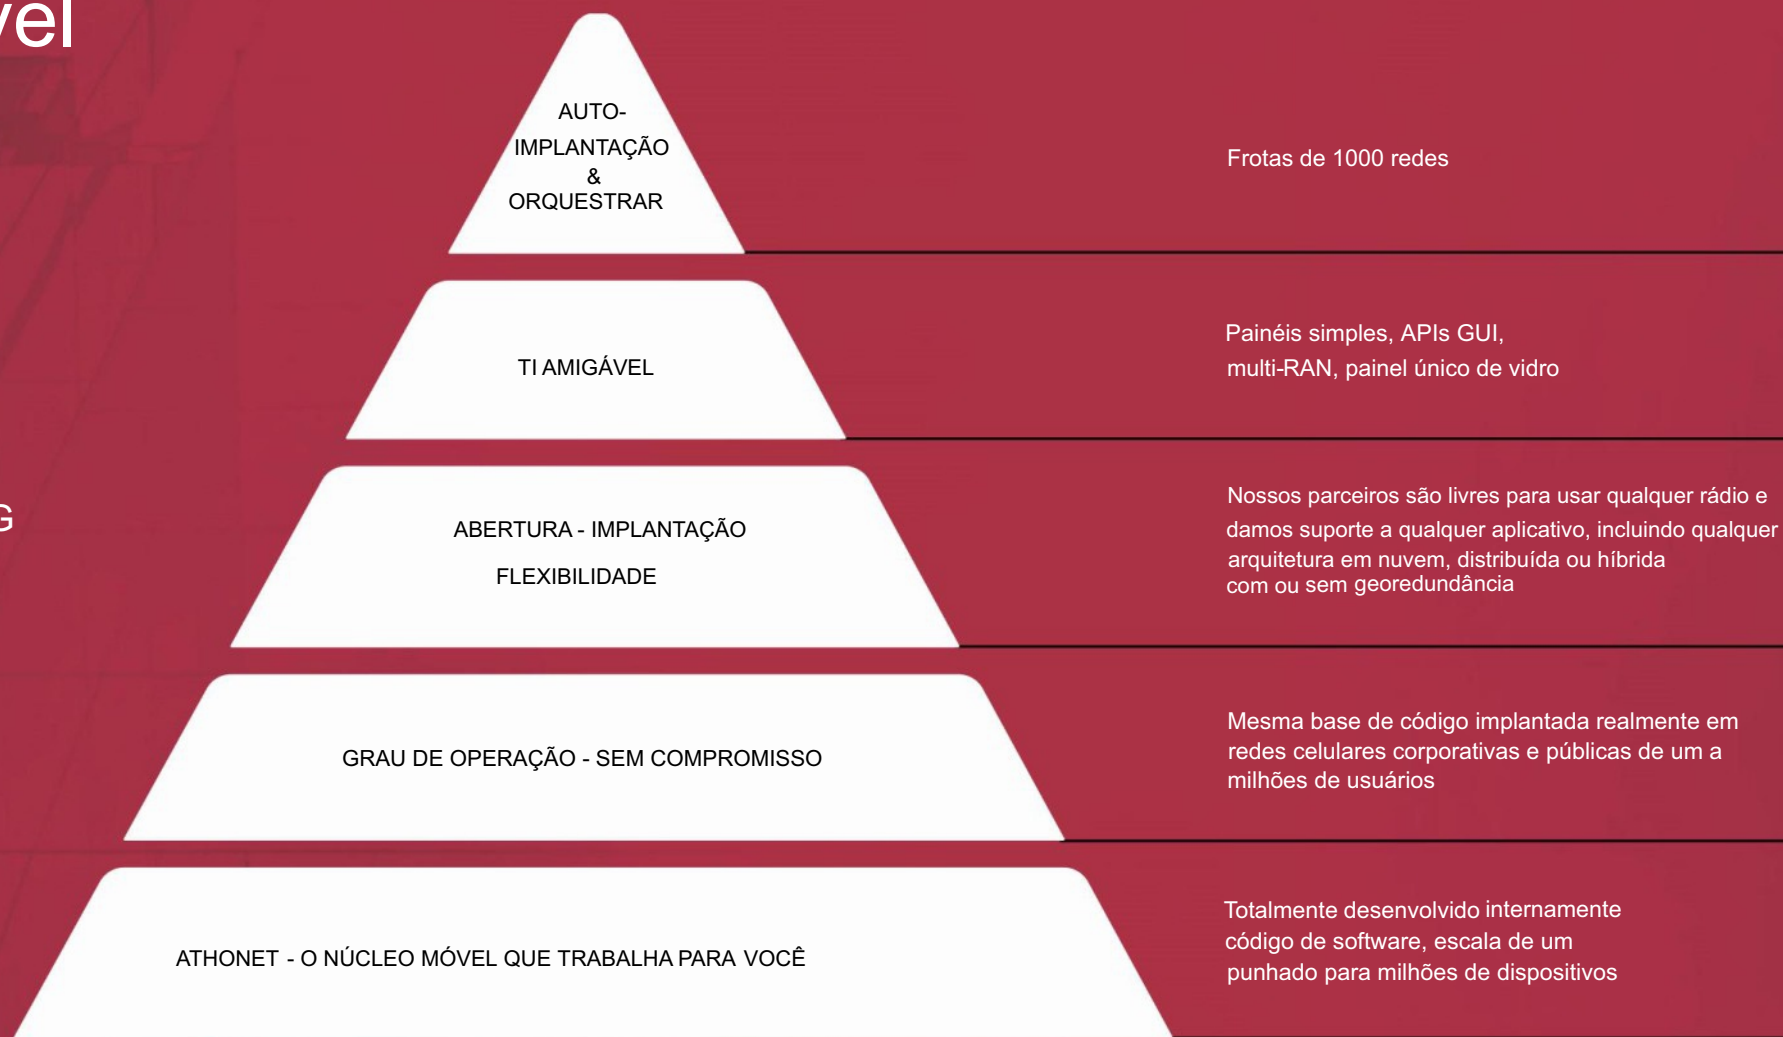 vel
AUTO-
IMPLANTAÇÃO
&
ORQUESTRAR
Frotas de 1000 redes
TI AMIGÁVEL
Painéis simples, APIs GUI,
multi-RAN, painel único de vidro
G
ABERTURA - IMPLANTAÇÃO
FLEXIBILIDADE
Nossos parceiros são livres para usar qualquer rádio e
damos suporte a qualquer aplicativo, incluindo qualquer
arquitetura em nuvem, distribuída ou híbrida
com ou sem georedundância
GRAU DE OPERAÇÃO - SEM COMPROMISSO
Mesma base de código implantada realmente em
redes celulares corporativas e públicas de um a
milhões de usuários
ATHONET - O NÚCLEO MÓVEL QUE TRABALHA PARA VOCÊ
Totalmente desenvolvido internamente
código de software, escala de um
punhado para milhões de dispositivos